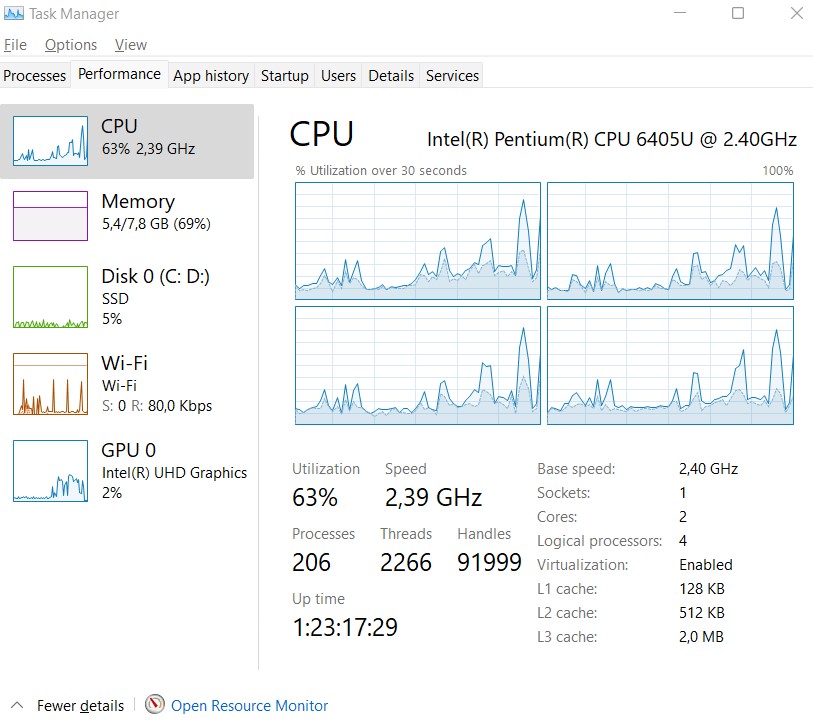 Task Manager
File Options View
Processes Performance App history Startup Users Details Services
CPU
63% 2,39 GHz
Memory
5,4/7,8 GB (69%)
Disk 0 (C: D:)
SSD
5%
Wi-Fi
Wi-Fi
S: 0 R: 80,0 Kbps
GPU 0
Intel(R) UHD Graphics
2%
CPU Intel(R) Pentium(R) CPU 6405U @ 2.40GHz
% Utilization over 30 seconds 100%
Utilization Speed
63% 2,39 GHz
Processes Threads Handles
206 2266 91999
Up time
1:23:17:29
Base speed: 2,40 GHz
Sockets: 1
Cores: 2
Logical processors: 4
Virtualization: Enabled
L1 cache: 128 KB
L2 cache: 512 KB
L3 cache: 2,0 MB
Fewer details Open Resource Monitor